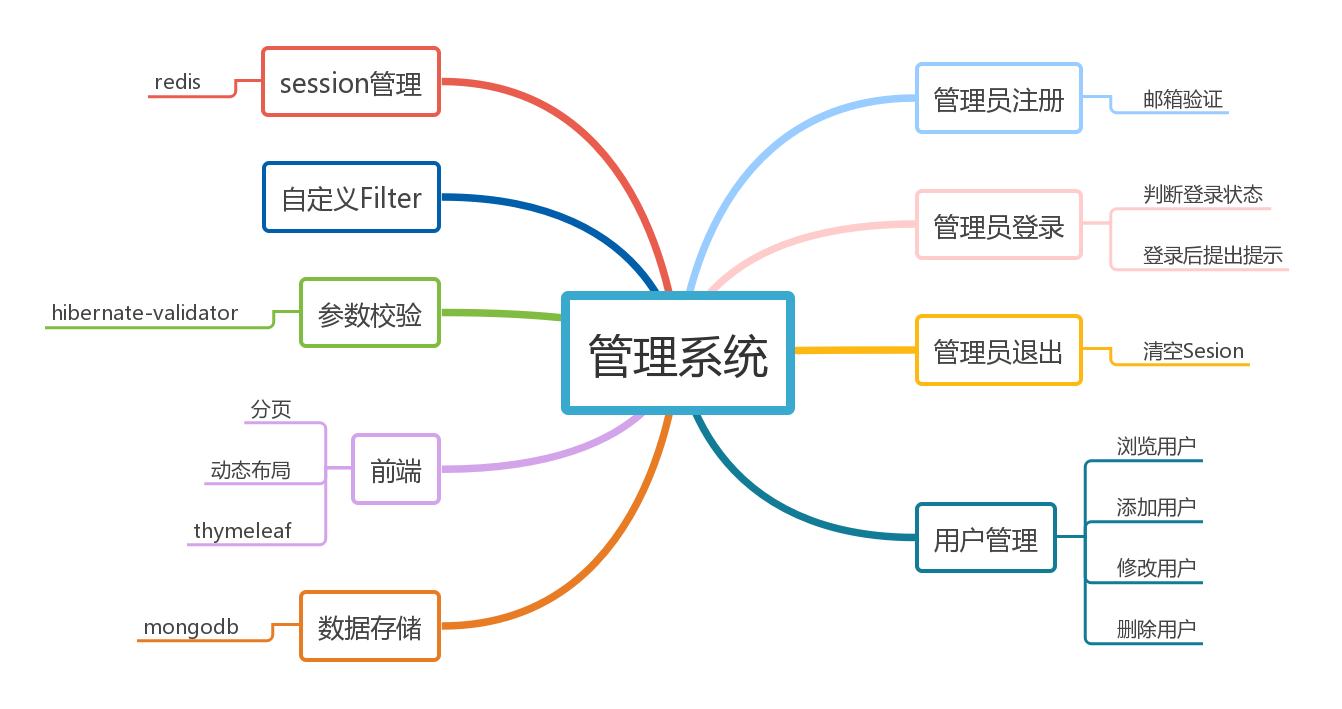 管理系统
管理员注册
邮箱验证
管理员登录
判断登录状态
登录后提出提示
管理员退出
清空Sesion
用户管理
浏览用户
添加用户
修改用户
删除用户
session管理
redis
自定义Filter
参数校验
hibernate-validator
前端
分页
动态布局
thymeleaf
数据存储
mongodb